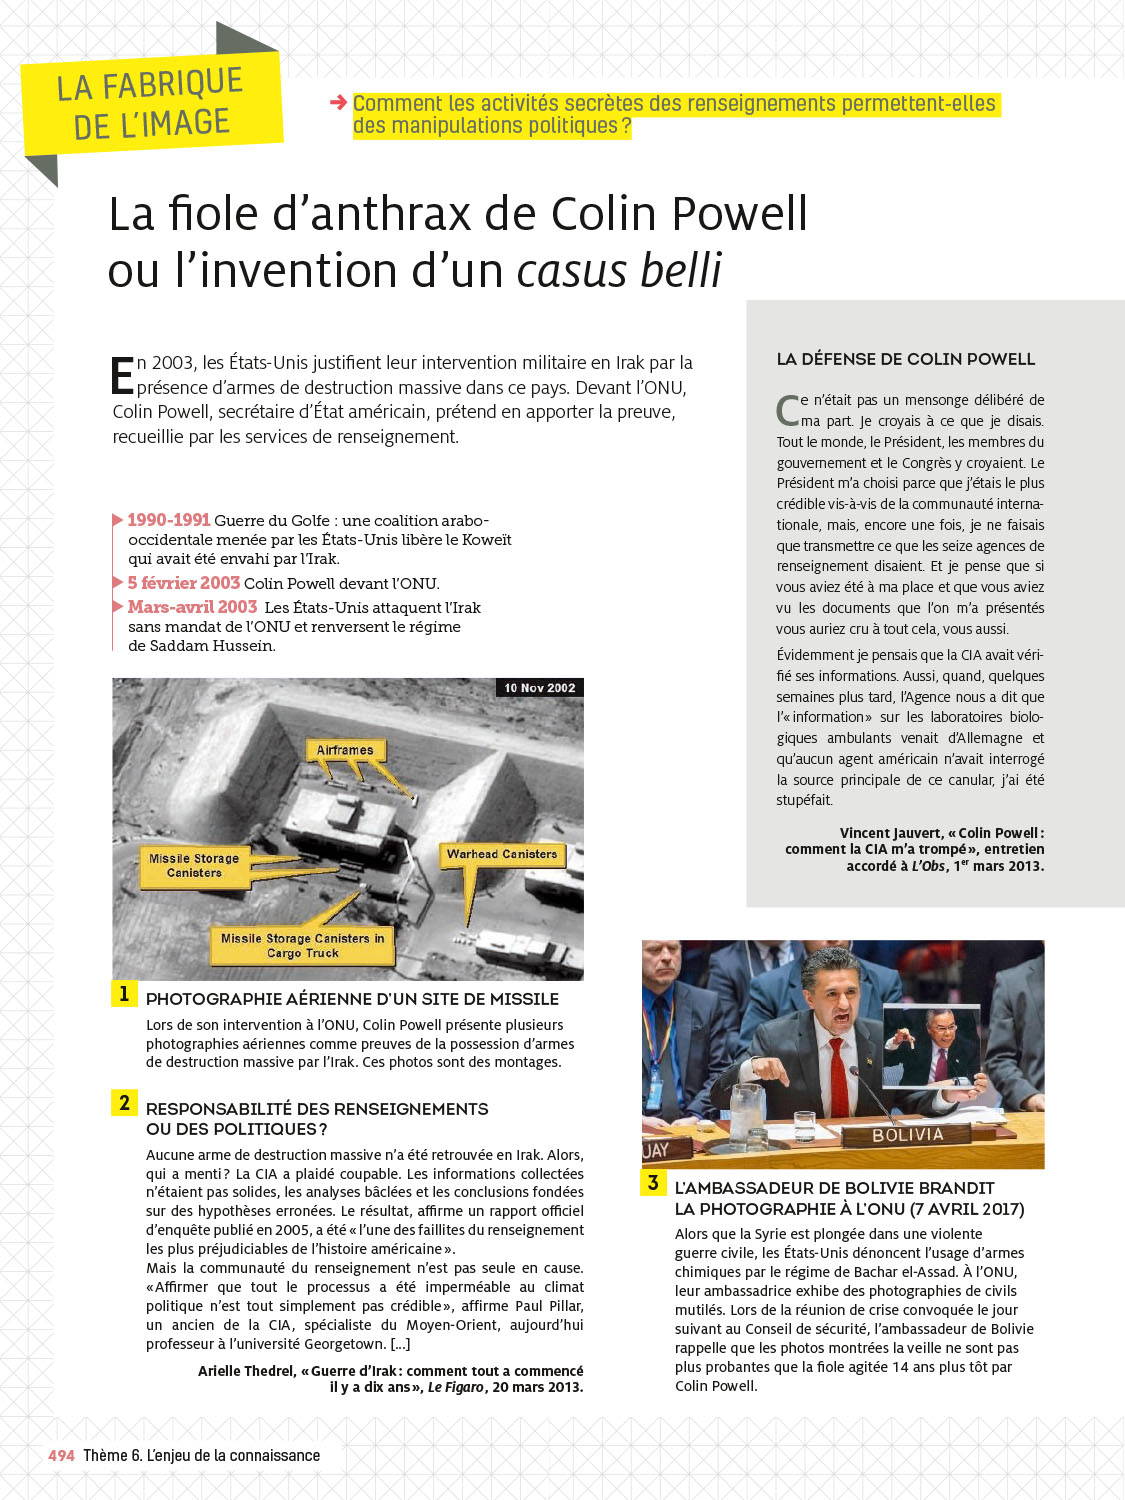 LA FABRIQUE
DE L'IMAGE
➔ Comment les activités secrètes des renseignements permettent-elles
des manipulations politiques ?
La fiole d'anthrax de Colin Powell
ou l'invention d'un casus belli
En 2003, les États-Unis justifient leur intervention militaire en Irak par la
présence d'armes de destruction massive dans ce pays. Devant l'ONU,
Colin Powell, secrétaire d'État américain, prétend en apporter la preuve,
recueillie par les services de renseignement.
1990-1991 Guerre du Golfe : une coalition arabo-
occidentale menée par les États-Unis libère le Koweït
qui avait été envahi par l'Irak.
5 février 2003 Colin Powell devant l'ONU.
Mars-avril 2003 Les États-Unis attaquent l'Irak
sans mandat de l'ONU et renversent le régime
de Saddam Hussein.
10 Nov 2002
Airframes
Missile Storage
Canisters
Warhead Canisters
Missile Storage Canisters in
Cargo Truck
1 PHOTOGRAPHIE AÉRIENNE D'UN SITE DE MISSILE
Lors de son intervention à l'ONU, Colin Powell présente plusieurs
photographies aériennes comme preuves de la possession d'armes
de destruction massive par l'Irak. Ces photos sont des montages.
2 RESPONSABILITÉ DES RENSEIGNEMENTS
OU DES POLITIQUES ?
Aucune arme de destruction massive n'a été retrouvée en Irak. Alors,
qui a menti ? La CIA a plaidé coupable. Les informations collectées
n'étaient pas solides, les analyses bâclées et les conclusions fondées
sur des hypothèses erronées. Le résultat, affirme un rapport officiel
d'enquête publié en 2005, a été « l'une des faillites du renseignement
les plus préjudiciables de l'histoire américaine ».
Mais la communauté du renseignement n'est pas seule en cause.
« Affirmer que tout le processus a été imperméable au climat
politique n'est tout simplement pas crédible », affirme Paul Pillar,
un ancien de la CIA, spécialiste du Moyen-Orient, aujourd'hui
professeur à l'université Georgetown. [...]
Arielle Thedrel, « Guerre d'Irak : comment tout a commencé
il y a dix ans », Le Figaro, 20 mars 2013.
LA DÉFENSE DE COLIN POWELL
Ce n'était pas un mensonge délibéré de
ma part. Je croyais à ce que je disais.
Tout le monde, le Président, les membres du
gouvernement et le Congrès y croyaient. Le
Président m'a choisi parce que j'étais le plus
crédible vis-à-vis de la communauté interna-
tionale, mais, encore une fois, je ne faisais
que transmettre ce que les seize agences de
renseignement disaient. Et je pense que si
vous aviez été à ma place et que vous aviez
vu les documents que l'on m'a présentés
vous auriez cru à tout cela, vous aussi.
Évidemment je pensais que la CIA avait véri-
fié ses informations. Aussi, quand, quelques
semaines plus tard, l'Agence nous a dit que
l'« information » sur les laboratoires biolo-
giques ambulants venait d'Allemagne et
qu'aucun agent américain n'avait interrogé
la source principale de ce canular, j'ai été
stupéfait.
Vincent Jauvert, « Colin Powell :
comment la CIA m'a trompé », entretien
accordé à L'Obs, 1er mars 2013.
UAY
BOLIVIA
3 L'AMBASSADEUR DE BOLIVIE BRANDIT
LA PHOTOGRAPHIE À L'ONU (7 AVRIL 2017)
Alors que la Syrie est plongée dans une violente
guerre civile, les États-Unis dénoncent l'usage d'armes
chimiques par le régime de Bachar el-Assad. À l'ONU,
leur ambassadrice exhibe des photographies de civils
mutilés. Lors de la réunion de crise convoquée le jour
suivant au Conseil de sécurité, l'ambassadeur de Bolivie
rappelle que les photos montrées la veille ne sont pas
plus probantes que la fiole agitée 14 ans plus tôt par
Colin Powell.
494 Thème 6. L'enjeu de la connaissance